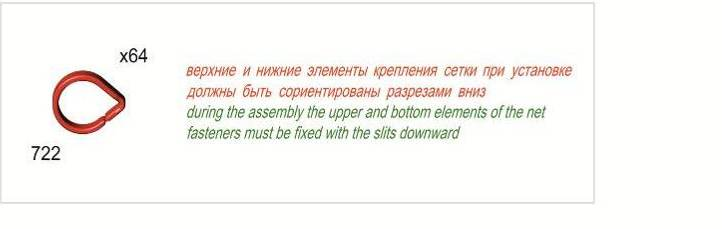 x64
722
верхние и нижние элементы крепления сетки при установке
должны быть сориентированы разрезами вниз
during the assembly the upper and bottom elements of the net
fasteners must be fixed with the slits downward